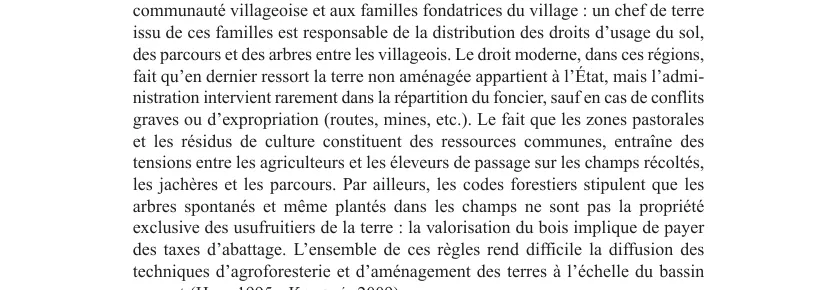 communauté villageoise et aux familles fondatrices du village : un chef de terre
issu de ces familles est responsable de la distribution des droits d'usage du sol,
des parcours et des arbres entre les villageois. Le droit moderne, dans ces régions,
fait qu'en dernier ressort la terre non aménagée appartient à l'État, mais l'admi-
nistration intervient rarement dans la répartition du foncier, sauf en cas de conflits
graves ou d'expropriation (routes, mines, etc.). Le fait que les zones pastorales
et les résidus de culture constituent des ressources communes, entraîne des
tensions entre les agriculteurs et les éleveurs de passage sur les champs récoltés,
les jachères et les parcours. Par ailleurs, les codes forestiers stipulent que les
arbres spontanés et même plantés dans les champs ne sont pas la propriété
exclusive des usufruitiers de la terre : la valorisation du bois implique de payer
des taxes d'abattage. L'ensemble de ces règles rend difficile la diffusion des
techniques d'agroforesterie et d'aménagement des terres à l'échelle du bassin